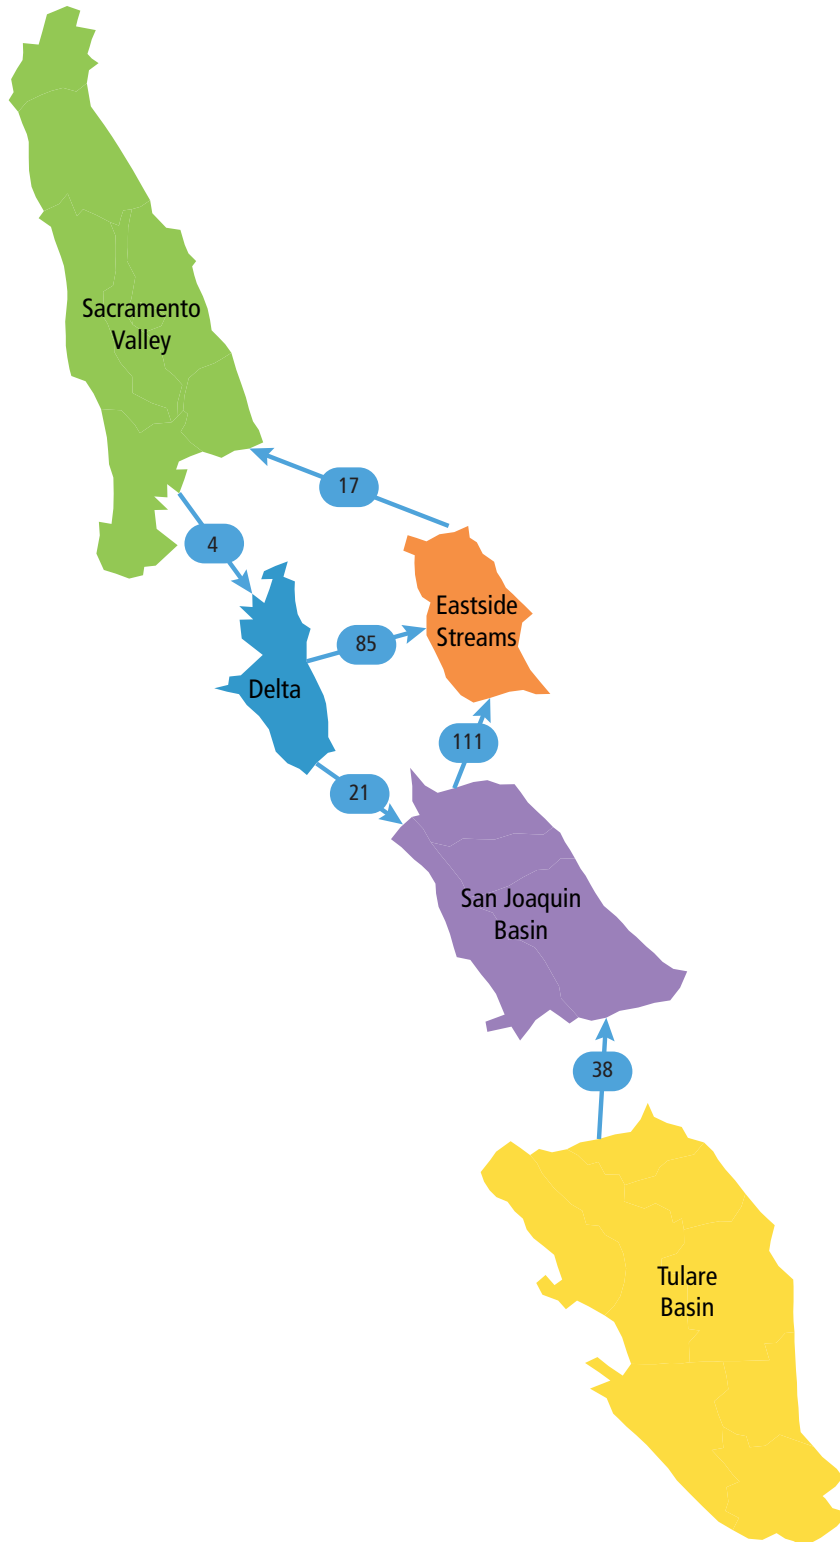 Sacramento
Valley
17
4
Eastside
Streams
85
Delta
111
21
San Joaquin
Basin
38
Tulare
Basin